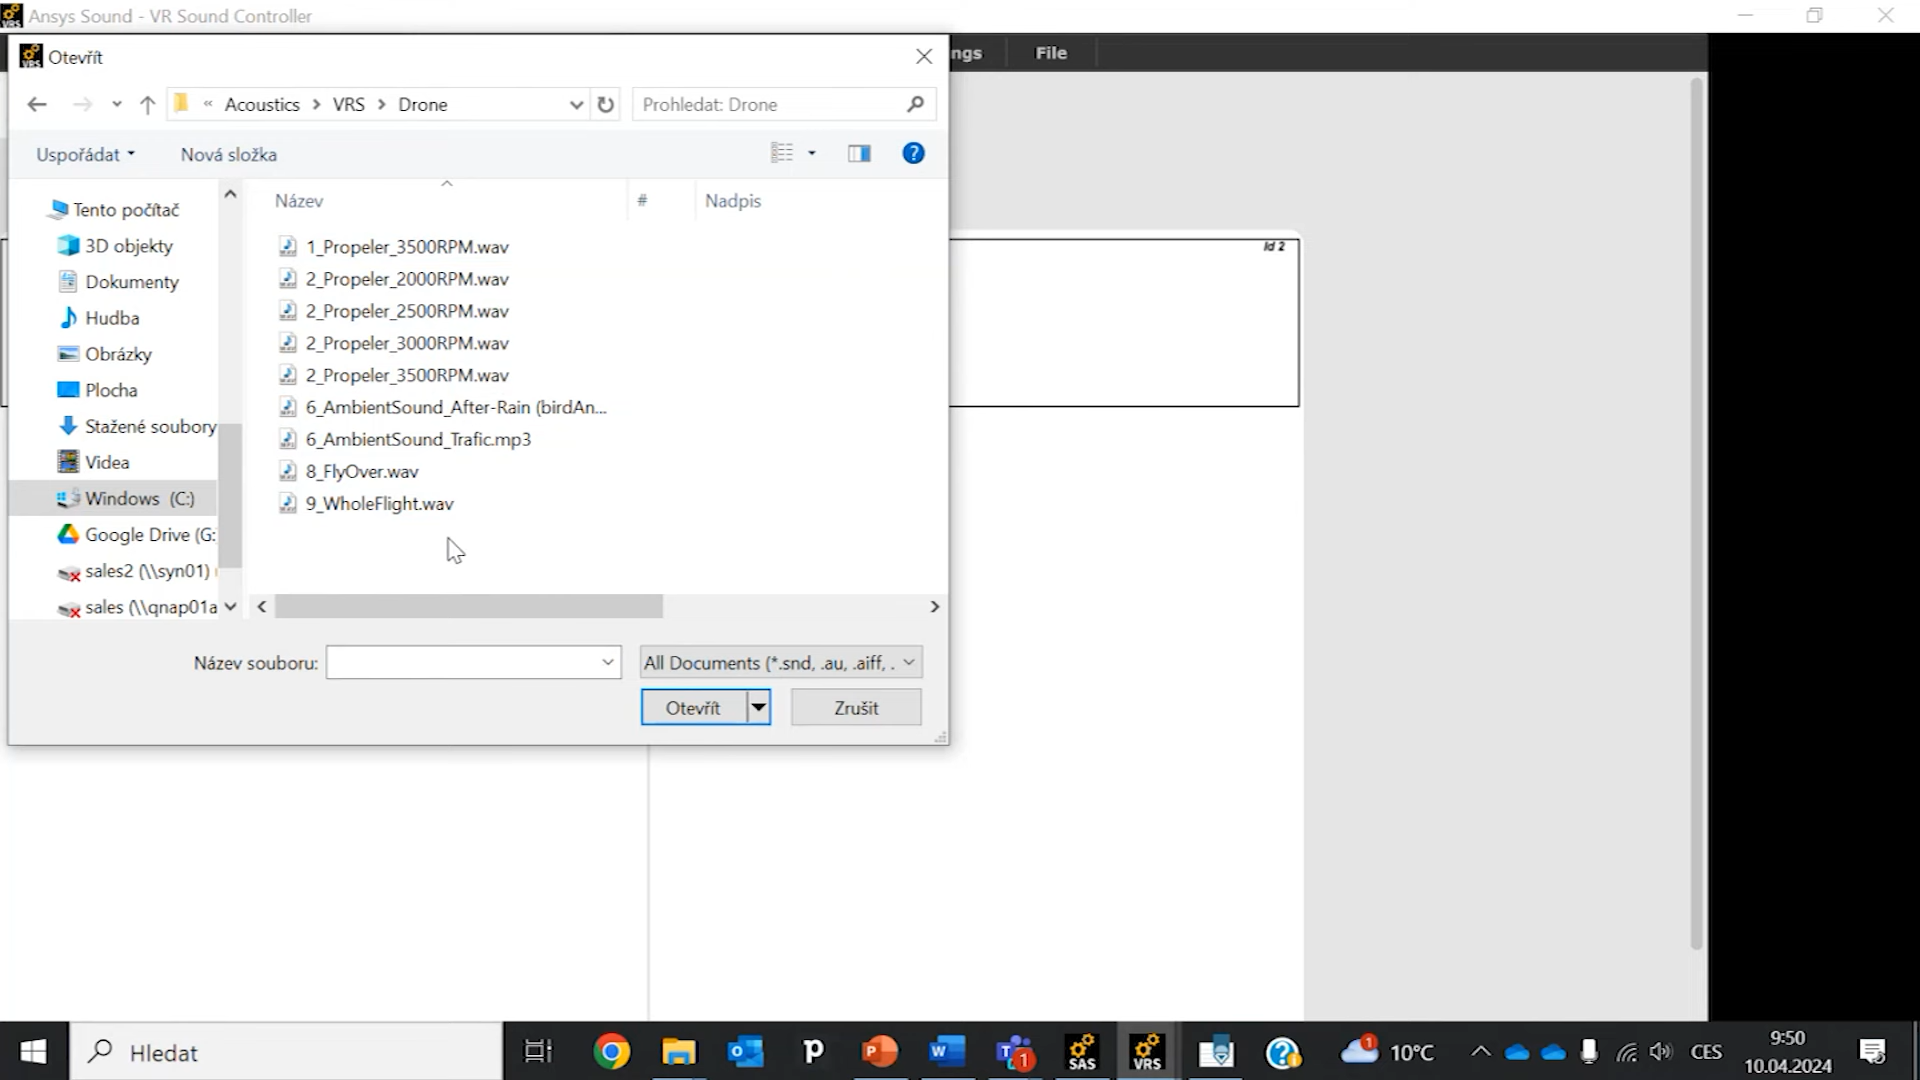 Ansys Sound - VR Sound Controller
Otevřít
ngs
File
« Acoustics > VRS > Drone
Prohledat: Drone
Uspořádat
Nová složka
Název
#
Nadpis
Tento počítač
3D objekty
Dokumenty
Hudba
Obrázky
Plocha
Stažené soubory
Videa
Windows (C:)
Google Drive (G:
sales2 (\\syn01)
sales (\\qnap01a
1_Propeler_3500RPM.wav
2_Propeler_2000RPM.wav
2_Propeler_2500RPM.wav
2_Propeler_3000RPM.wav
2_Propeler_3500RPM.wav
6_AmbientSound_After-Rain (birdAn...
6_AmbientSound_Trafic.mp3
8_FlyOver.wav
9_WholeFlight.wav
Id 2
Název souboru:
All Documents (*.snd, .au, .aiff, .
Otevřít
Zrušit
Hledat
SAS
VRS
1
1
10°C
CES
9:50
10.04.2024